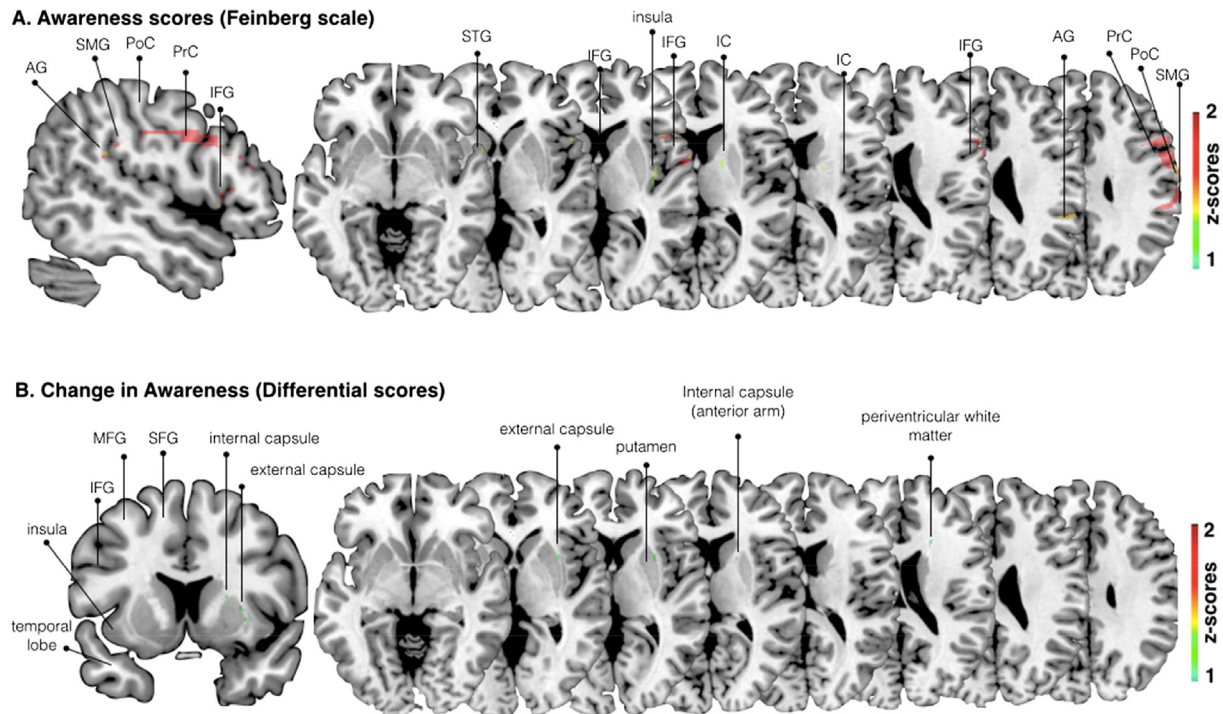 A. Awareness scores (Feinberg scale)
AG
SMG
PoC
PrC
IFG
STG
IFG
insula
IFG
IC
IC
IFG
AG
PrC
PoC
SMG
2
z-scores
1
B. Change in Awareness (Differential scores)
insula
IFG
MFG
SFG
internal capsule
external capsule
temporal
lobe
external capsule
putamen
Internal capsule
(anterior arm)
periventricular white
matter
2
z-scores
1